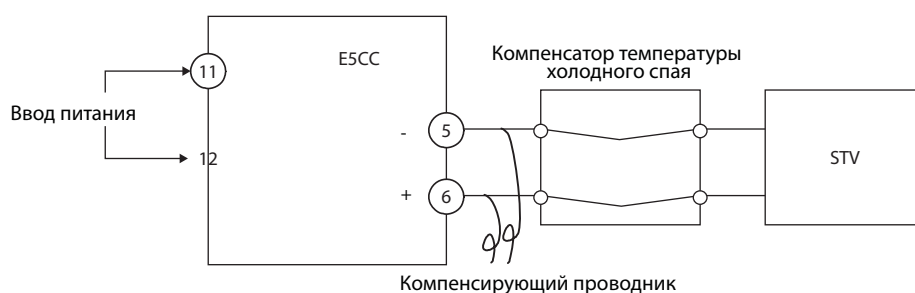 E5CC
Компенсатор температуры
холодного спая
11
Ввод питания
-
5
12
STV
+
6
Компенсирующий проводник